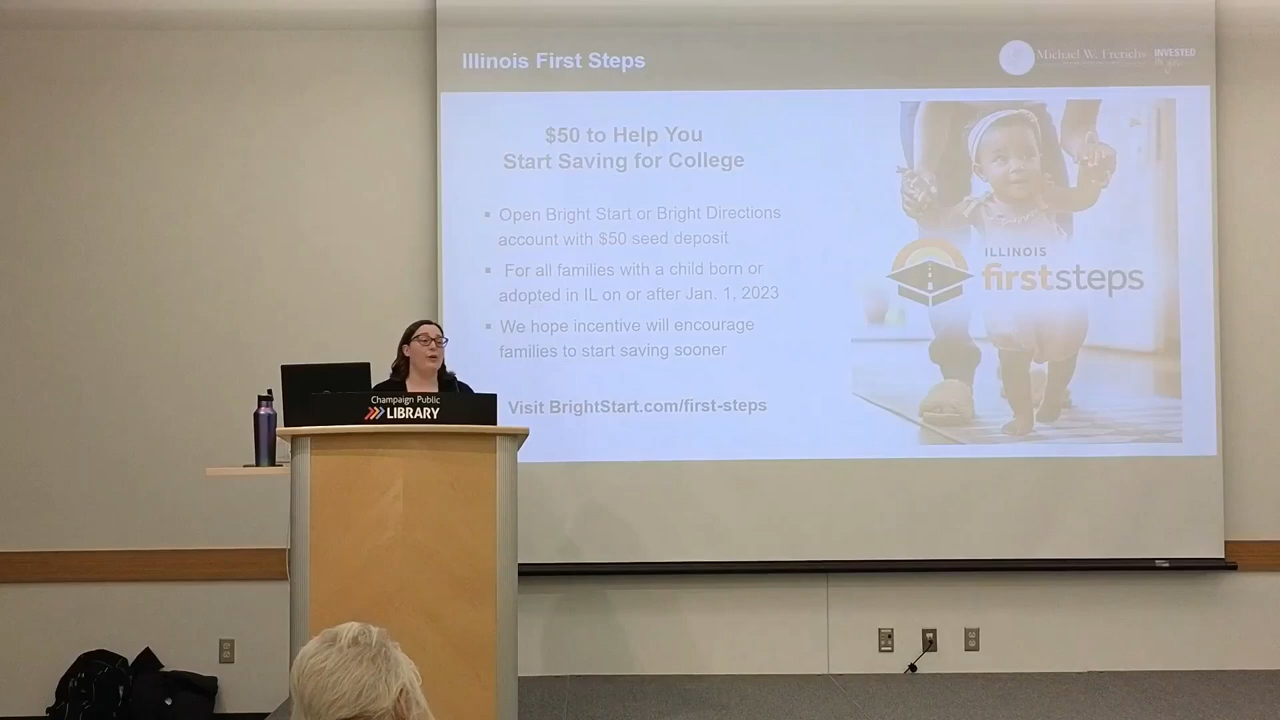 Illinois First Steps
Michael W. Frerichs
INVESTED
in you
$50 to Help You
Start Saving for College
▪ Open Bright Start or Bright Directions
account with $50 seed deposit
▪ For all families with a child born or
adopted in IL on or after Jan. 1, 2023
▪ We hope incentive will encourage
families to start saving sooner
Visit BrightStart.com/first-steps
ILLINOIS
firststeps
Champaign Public
LIBRARY